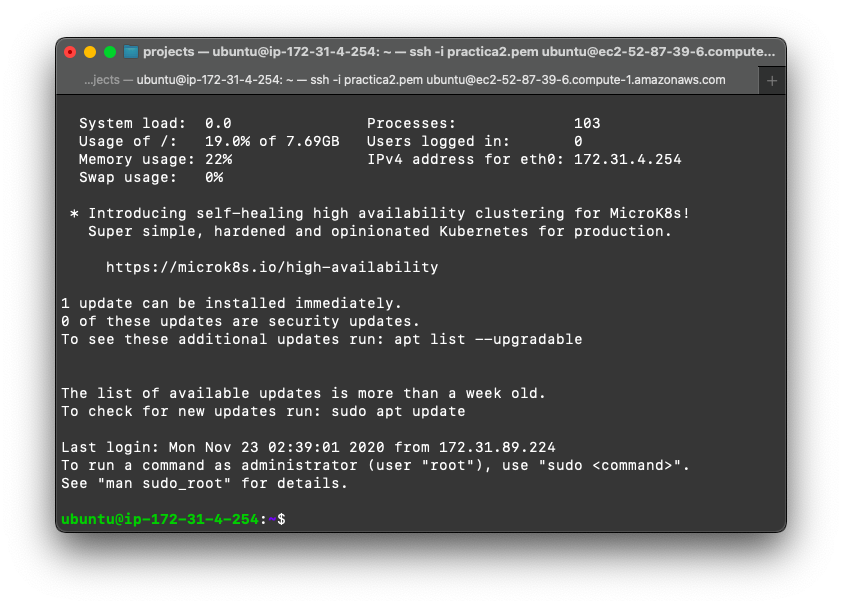 projects — ubuntu@ip-172-31-4-254: ~ — ssh -i practica2.pem ubuntu@ec2-52-87-39-6.compute...
...jects — ubuntu@ip-172-31-4-254: ~ — ssh -i practica2.pem ubuntu@ec2-52-87-39-6.compute-1.amazonaws.com +
System load: 0.0 Processes: 103
Usage of /: 19.0% of 7.69GB Users logged in: 0
Memory usage: 22% IPv4 address for eth0: 172.31.4.254
Swap usage: 0%
* Introducing self-healing high availability clustering for MicroK8s!
Super simple, hardened and opinionated Kubernetes for production.
https://microk8s.io/high-availability
1 update can be installed immediately.
0 of these updates are security updates.
To see these additional updates run: apt list --upgradable
The list of available updates is more than a week old.
To check for new updates run: sudo apt update
Last login: Mon Nov 23 02:39:01 2020 from 172.31.89.224
To run a command as administrator (user "root"), use "sudo <command>".
See "man sudo_root" for details.
ubuntu@ip-172-31-4-254:~$